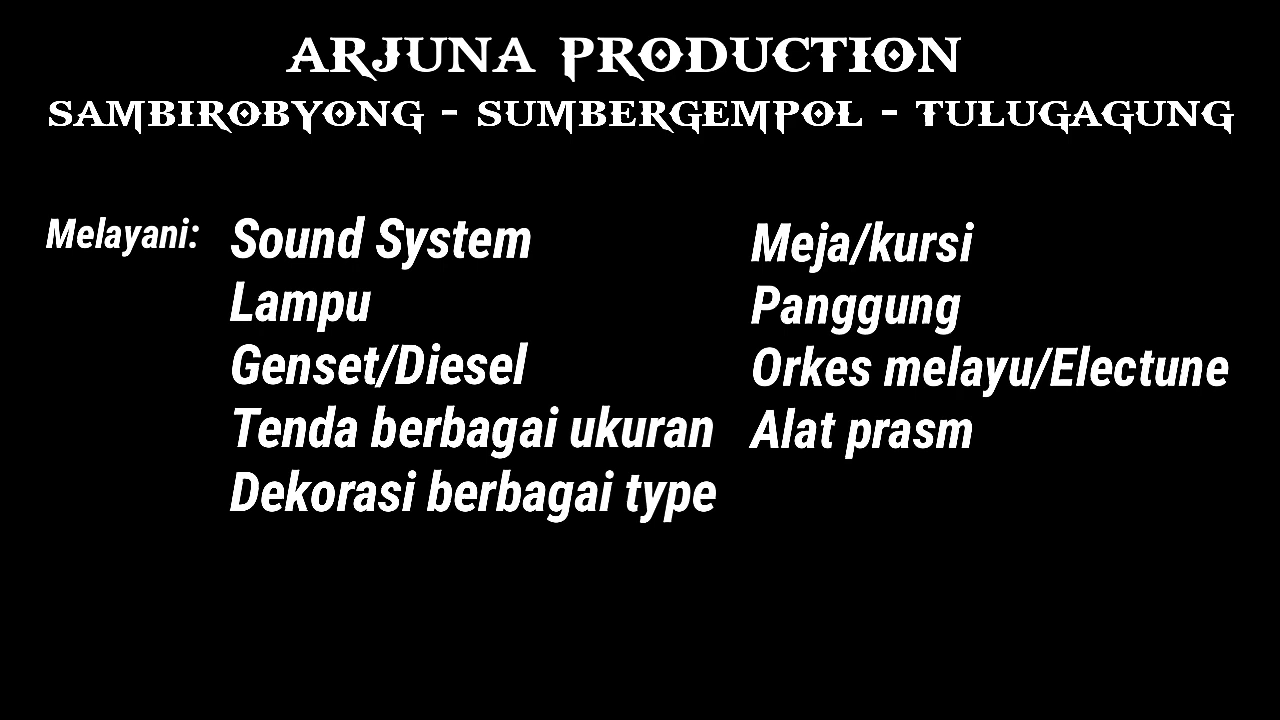 ARJUNA PRODUCTION
SAMBIROBYONG - SUMBERGEMPOL - TULUGAGUNG
Melayani:
Sound System
Lampu
Genset/Diesel
Tenda berbagai ukuran
Dekorasi berbagai type
Meja/kursi
Panggung
Orkes melayu/Electune
Alat prasm